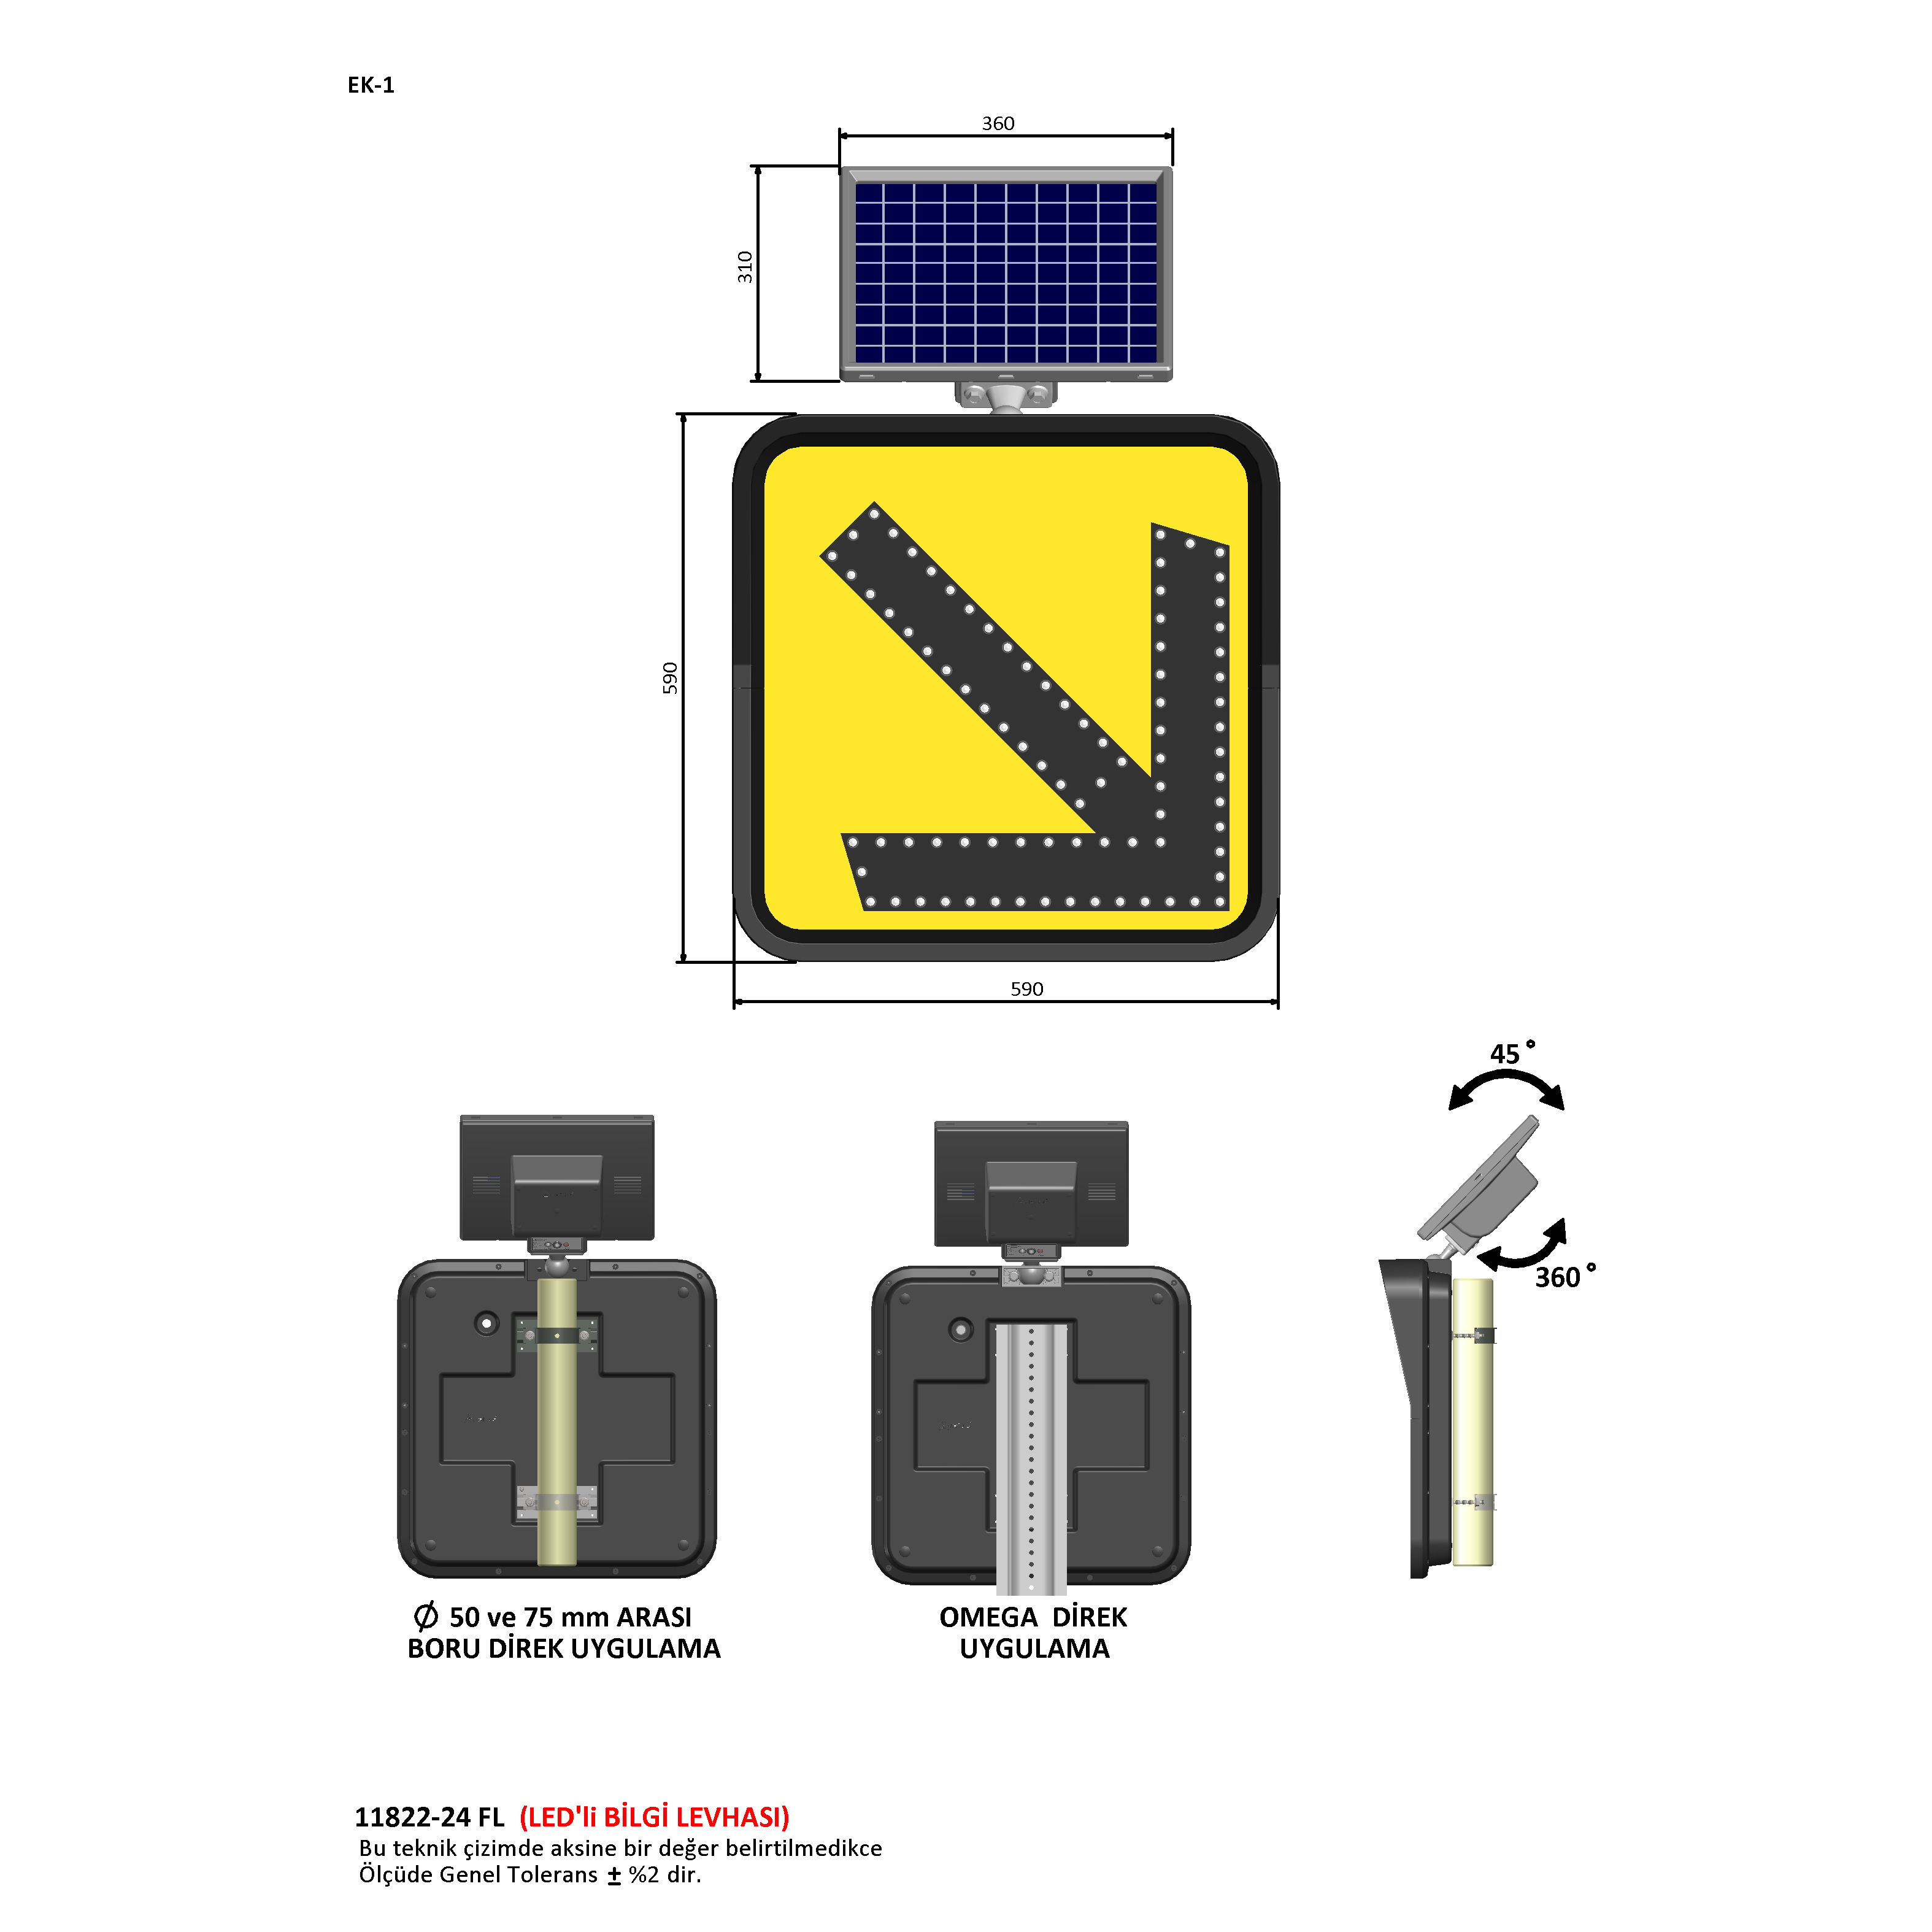 EK-1
360
310
590
590
45°
360°
Ø 50 ve 75 mm ARASI
BORU DİREK UYGULAMA
OMEGA DİREK
UYGULAMA
11822-24 FL (LED'li BİLGİ LEVHASI)
Bu teknik çizimde aksine bir değer belirtilmedikce
Ölçüde Genel Tolerans ± %2 dir.